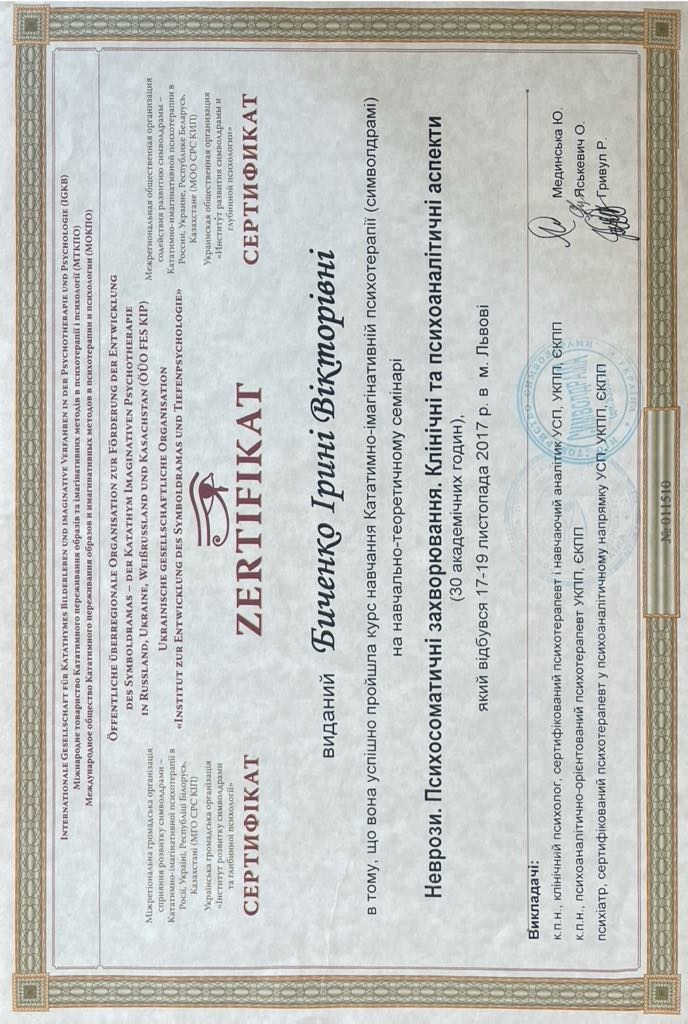 INTERNATIONALE GESELLSCHAFT FÜR KATATHYMES BILDERLEBEN UND IMAGINATIVE VERFAHREN IN DER PSYCHOTHERAPIE UND PSYCHOLOGIE (IGKB)
Міжнародне товариство Кататимного переживання образів та імагінативних методів в психотерапії і психології (МТКПО)
Международное общество Кататимного переживания образов и имагинативных методов в психотерапии и психологии (МОКПО)
Міжрегіональна громадська організація
сприяння розвитку символдрами –
Кататимно-імагінативної психотерапії в
Росії, Україні, Республіці Білорусь,
Казахстані (МГО СРС КІП)
Українська громадська організація
«Інститут розвитку символдрами
та глибинної психології»
СЕРТИФІКАТ
ÖFFENTLICHE ÜBERREGIONALE ORGANISATION ZUR FÖRDERUNG DER ENTWICKLUNG
DES SYMBOLDRAMAS – DER KATATHYM IMAGINATIVEN PSYCHOTHERAPIE
IN RUSSLAND, UKRAINE, WEIßRUSSLAND UND KASACHSTAN (ÖÜO FES KIP)
UKRAINISCHE GESELLSCHAFTLICHE ORGANISATION
«INSTITUT ZUR ENTWICKLUNG DES SYMBOLDRAMAS UND TIEFENPSYCHOLOGIE»
ZERTIFIKAT
Межрегиональная общественная организация
содействия развитию символдрамы –
Кататимно-имагинативной психотерапии в
России, Украине, Республике Беларусь,
Казахстане (МОО СРС КИП)
Украинская общественная организация
«Институт развития символдрамы и
глубинной психологии»
СЕРТИФИКАТ
виданий Биченко Ірині Вікторівні
в тому, що вона успішно пройшла курс навчання Кататимно-імагінативній психотерапії (символдрамі)
на навчально-теоретичному семінарі
Неврози. Психосоматичні захворювання. Клінічні та психоаналітичні аспекти
(30 академічних годин),
який відбувся 17-19 листопада 2017 р. в м. Львові
Викладачі:
к.п.н., клінічний психолог, сертифікований психотерапевт і навчаючий аналітик УСП, УКПП, ЄКПП Мединська Ю.
к.п.н., психоаналітично-орієнтований психотерапевт УКПП, ЄКПП Яськевич О.
психіатр, сертифікований психотерапевт у психоаналітичному напрямку УСП, УКПП, ЄКПП Гривул Р.
№ 011510